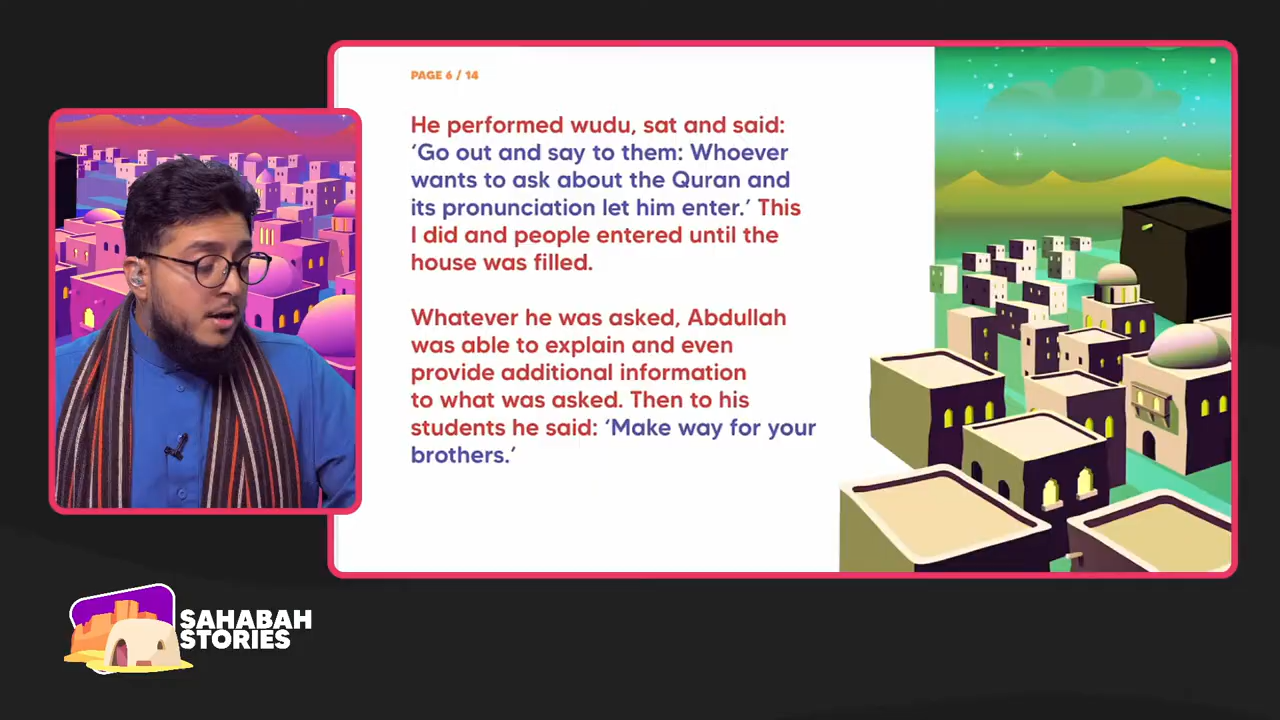 PAGE 6 / 14
He performed wudu, sat and said:
‘Go out and say to them: Whoever
wants to ask about the Quran and
its pronunciation let him enter.’ This
I did and people entered until the
house was filled.
Whatever he was asked, Abdullah
was able to explain and even
provide additional information
to what was asked. Then to his
students he said: ‘Make way for your
brothers.’
SAHABAH
STORIES